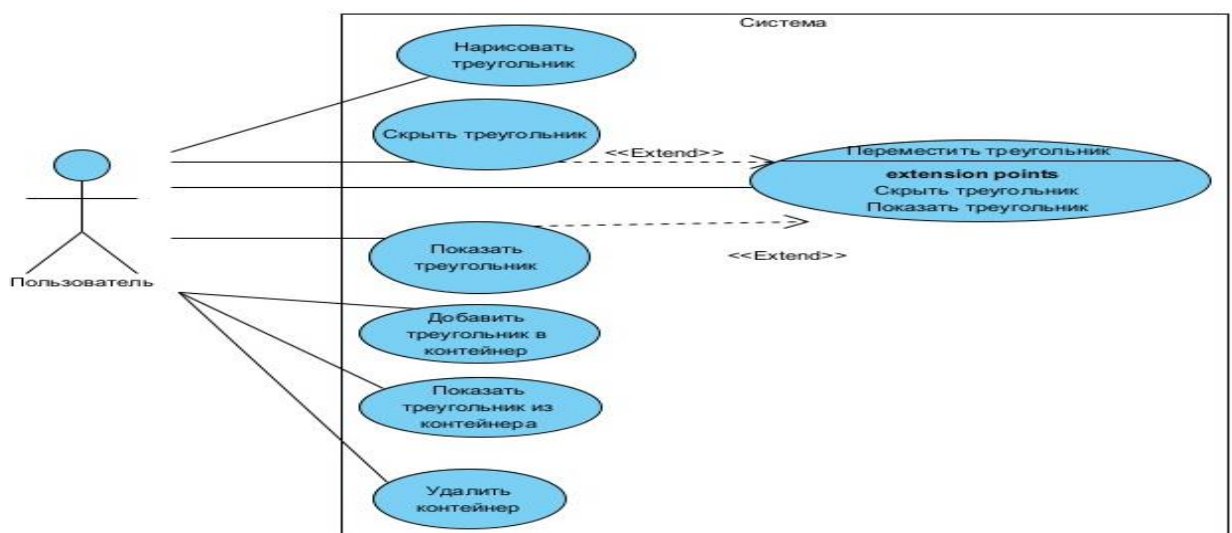 Система
Нарисовать
треугольник
Скрыть треугольник
<<Extend>>
Переместить треугольник
extension points
Скрыть треугольник
Показать треугольник
Показать
треугольник
<<Extend>>
Пользователь
Добавить
треугольник в
контейнер
Показать
треугольник из
контейнера
Удалить
контейнер